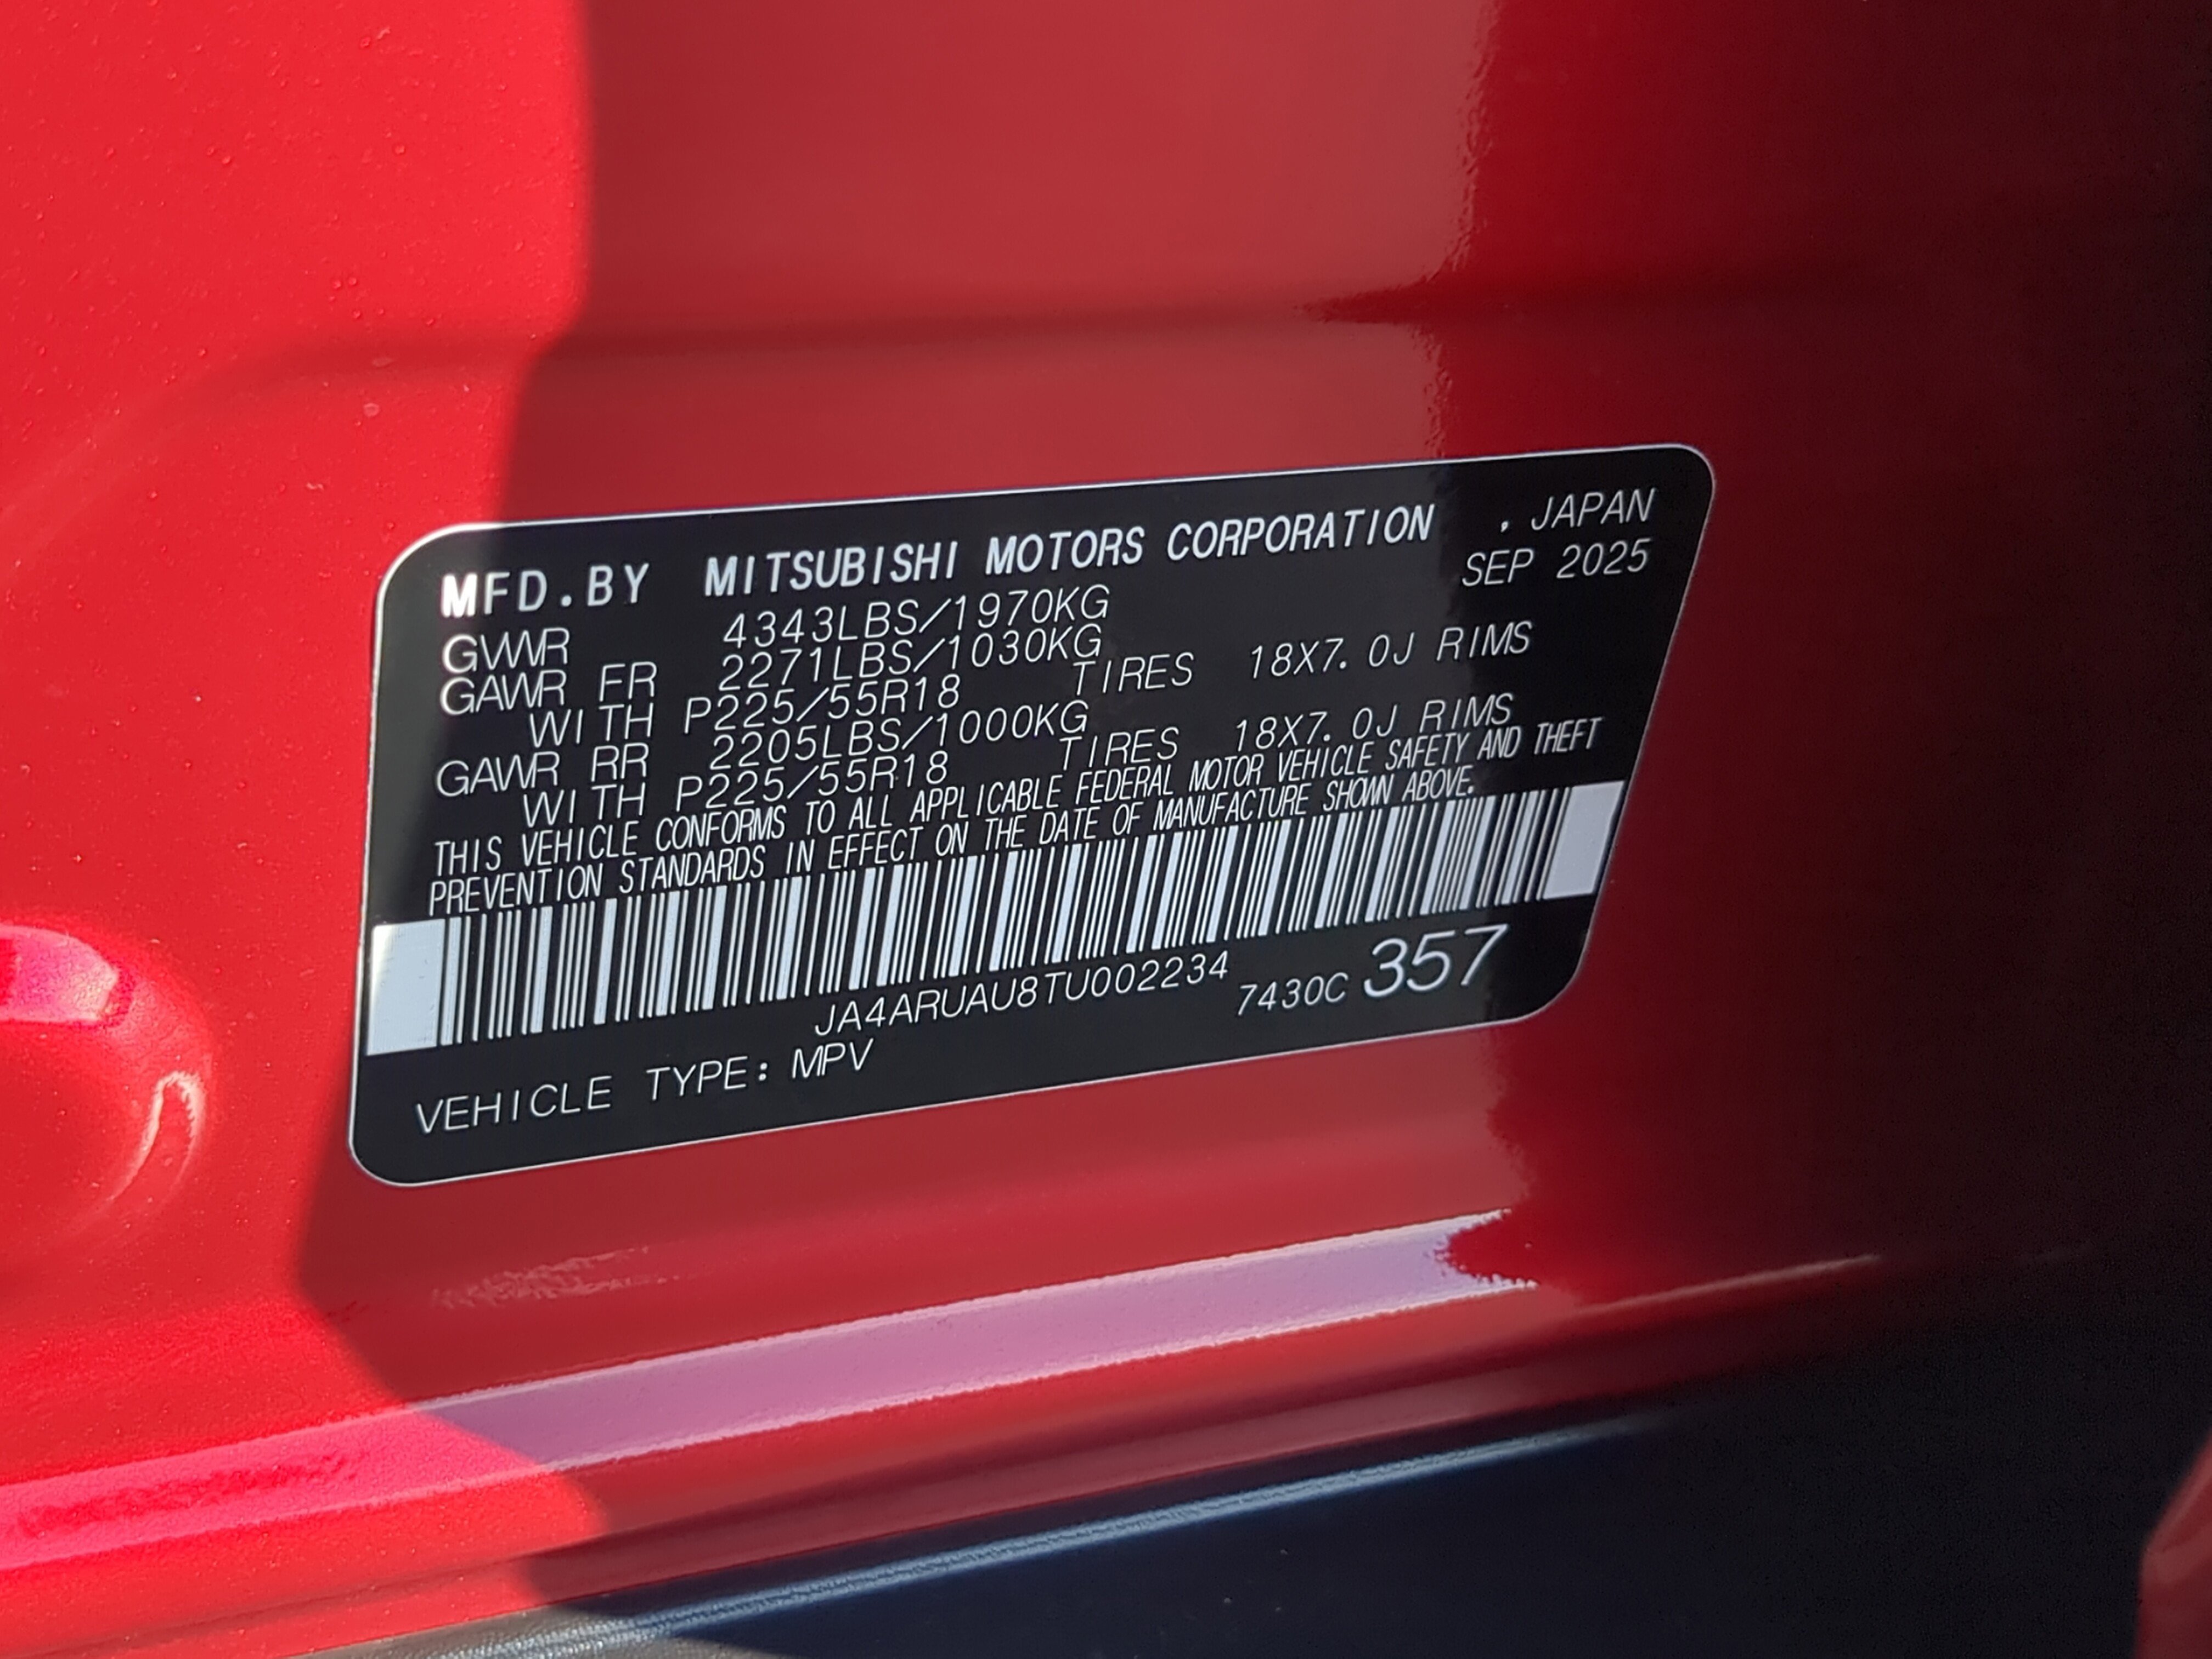 MFD.BY MITSUBISHI MOTORS CORPORATION , JAPAN
SEP 2025
GVWR 4343LBS/1970KG
GAWR FR 2271LBS/1030KG
WITH P225/55R18 TIRES 18X7.0J RIMS
GAWR RR 2205LBS/1000KG
WITH P225/55R18 TIRES 18X7.0J RIMS
THIS VEHICLE CONFORMS TO ALL APPLICABLE FEDERAL MOTOR VEHICLE SAFETY AND THEFT
PREVENTION STANDARDS IN EFFECT ON THE DATE OF MANUFACTURE SHOWN ABOVE.
JA4ARUAU8TU002234
7430C 357
VEHICLE TYPE: MPV